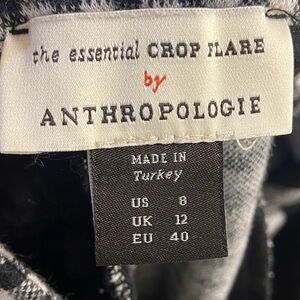 the essential CROP FLARE
by
ANTHROPOLOGIE
MADE IN
Turkey
US 8
UK 12
EU 40